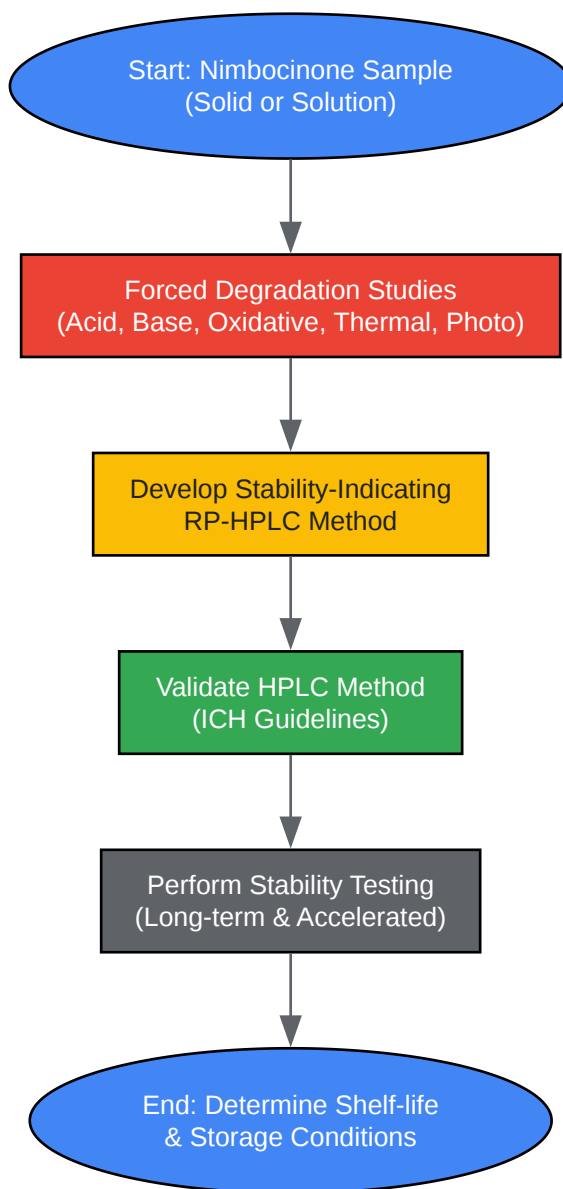 Start: Nimbocinone Sample
(Solid or Solution)
Forced Degradation Studies
(Acid, Base, Oxidative, Thermal, Photo)
Develop Stability-Indicating
RP-HPLC Method
Validate HPLC Method
(ICH Guidelines)
Perform Stability Testing
(Long-term & Accelerated)
End: Determine Shelf-life
& Storage Conditions